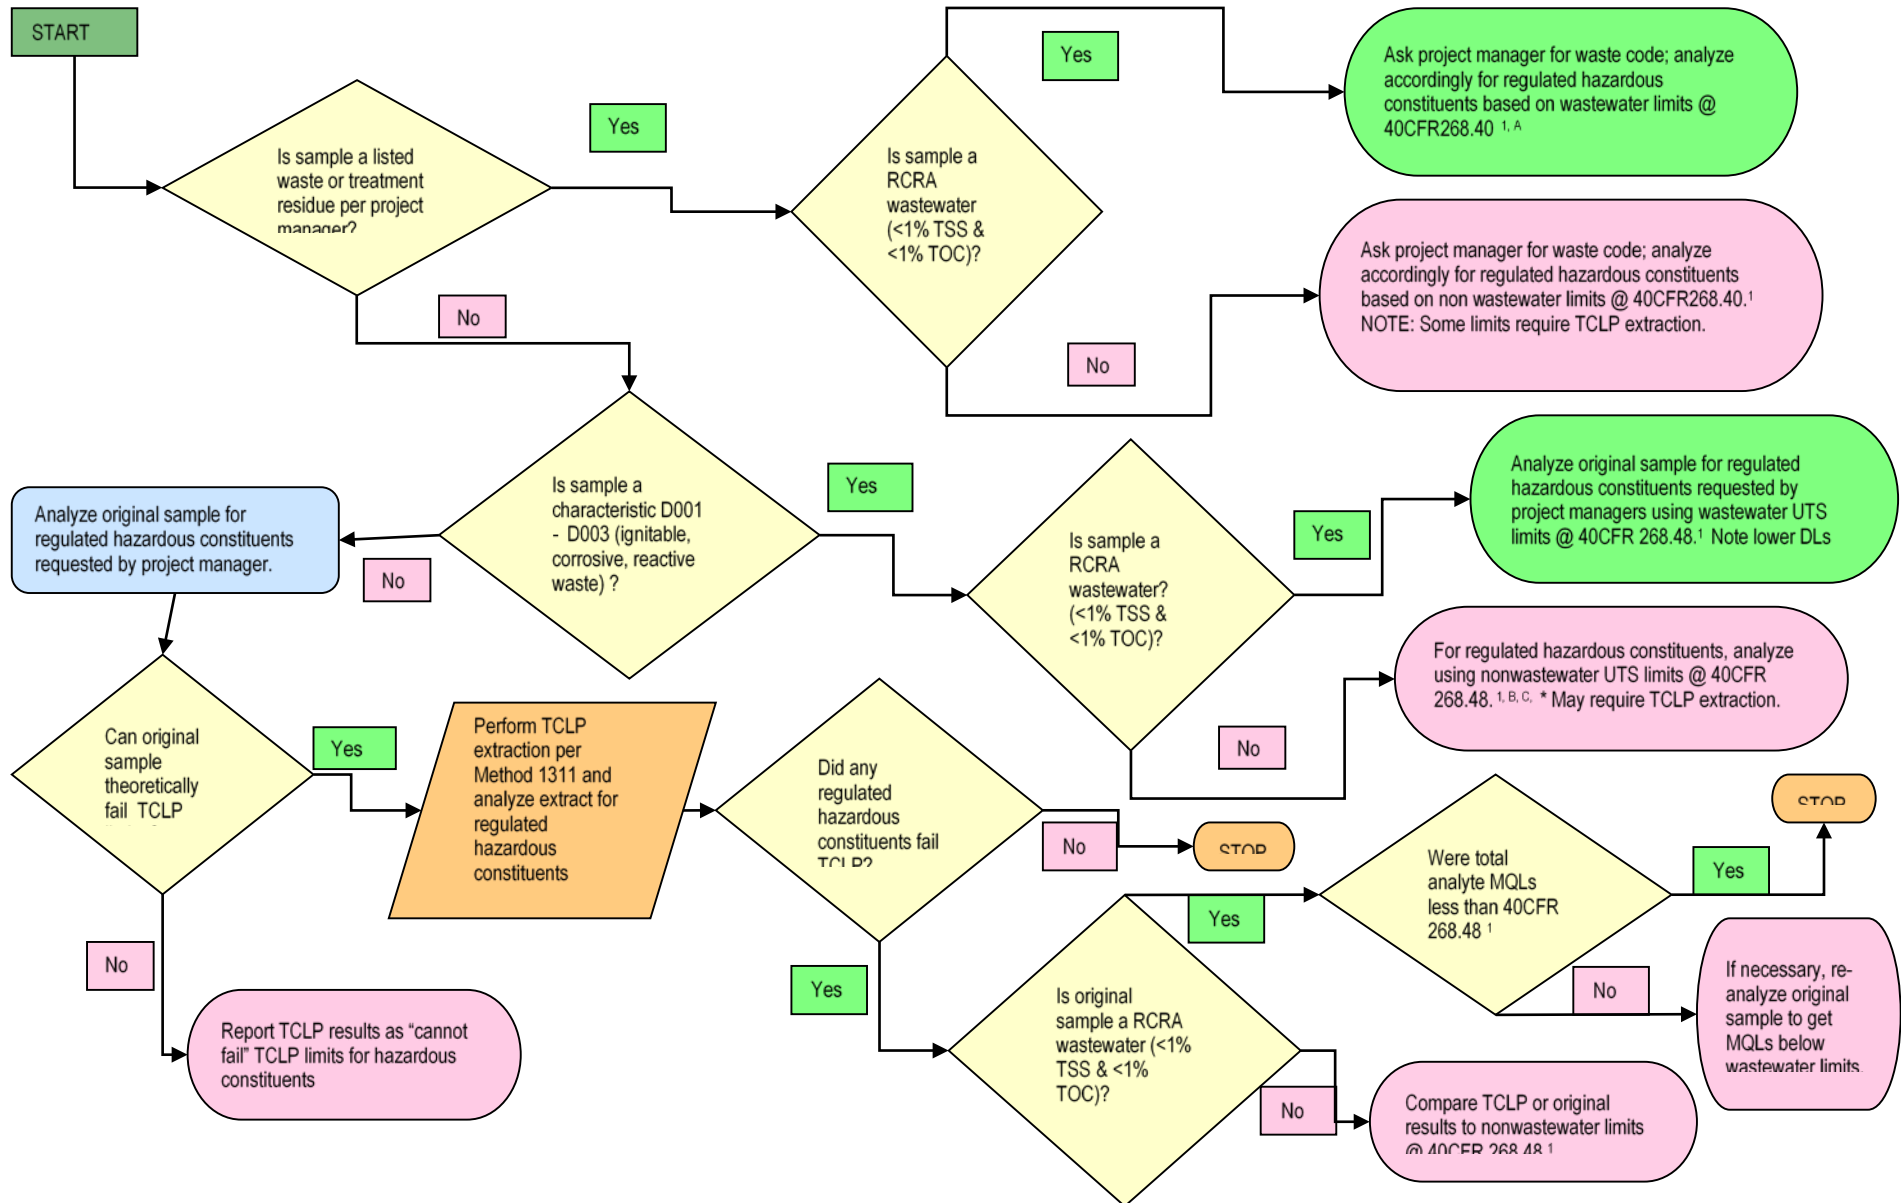 START
Is sample a listed
waste or treatment
residue per project
manager?
Yes
Is sample a
RCRA
wastewater
(<1% TSS &
<1% TOC)?
Yes
Ask project manager for waste code; analyze
accordingly for regulated hazardous
constituents based on wastewater limits @
40CFR268.40 1, A
No
Ask project manager for waste code; analyze
accordingly for regulated hazardous constituents
based on non wastewater limits @ 40CFR268.40.1
NOTE: Some limits require TCLP extraction.
No
Is sample a
characteristic D001
- D003 (ignitable,
corrosive, reactive
waste) ?
Yes
Is sample a
RCRA
wastewater?
(<1% TSS &
<1% TOC)?
Yes
Analyze original sample for regulated
hazardous constituents requested by
project managers using wastewater UTS
limits @ 40CFR 268.48.1 Note lower DLs
No
For regulated hazardous constituents, analyze
using nonwastewater UTS limits @ 40CFR
268.48. 1, B, C, * May require TCLP extraction.
No
Analyze original sample for
regulated hazardous constituents
requested by project manager.
Can original
sample
theoretically
fail TCLP
Yes
Perform TCLP
extraction per
Method 1311 and
analyze extract for
regulated
hazardous
constituents
No
Report TCLP results as “cannot
fail” TCLP limits for hazardous
constituents
Did any
regulated
hazardous
constituents fail
TCLP?
No
STOP
Yes
Is original
sample a RCRA
wastewater (<1%
TSS & <1%
TOC)?
Yes
Were total
analyte MQLs
less than 40CFR
268.48 1
Yes
STOP
No
If necessary, re-
analyze original
sample to get
MQLs below
wastewater limits.
No
Compare TCLP or original
results to nonwastewater limits
@ 40CFR 268.48 1